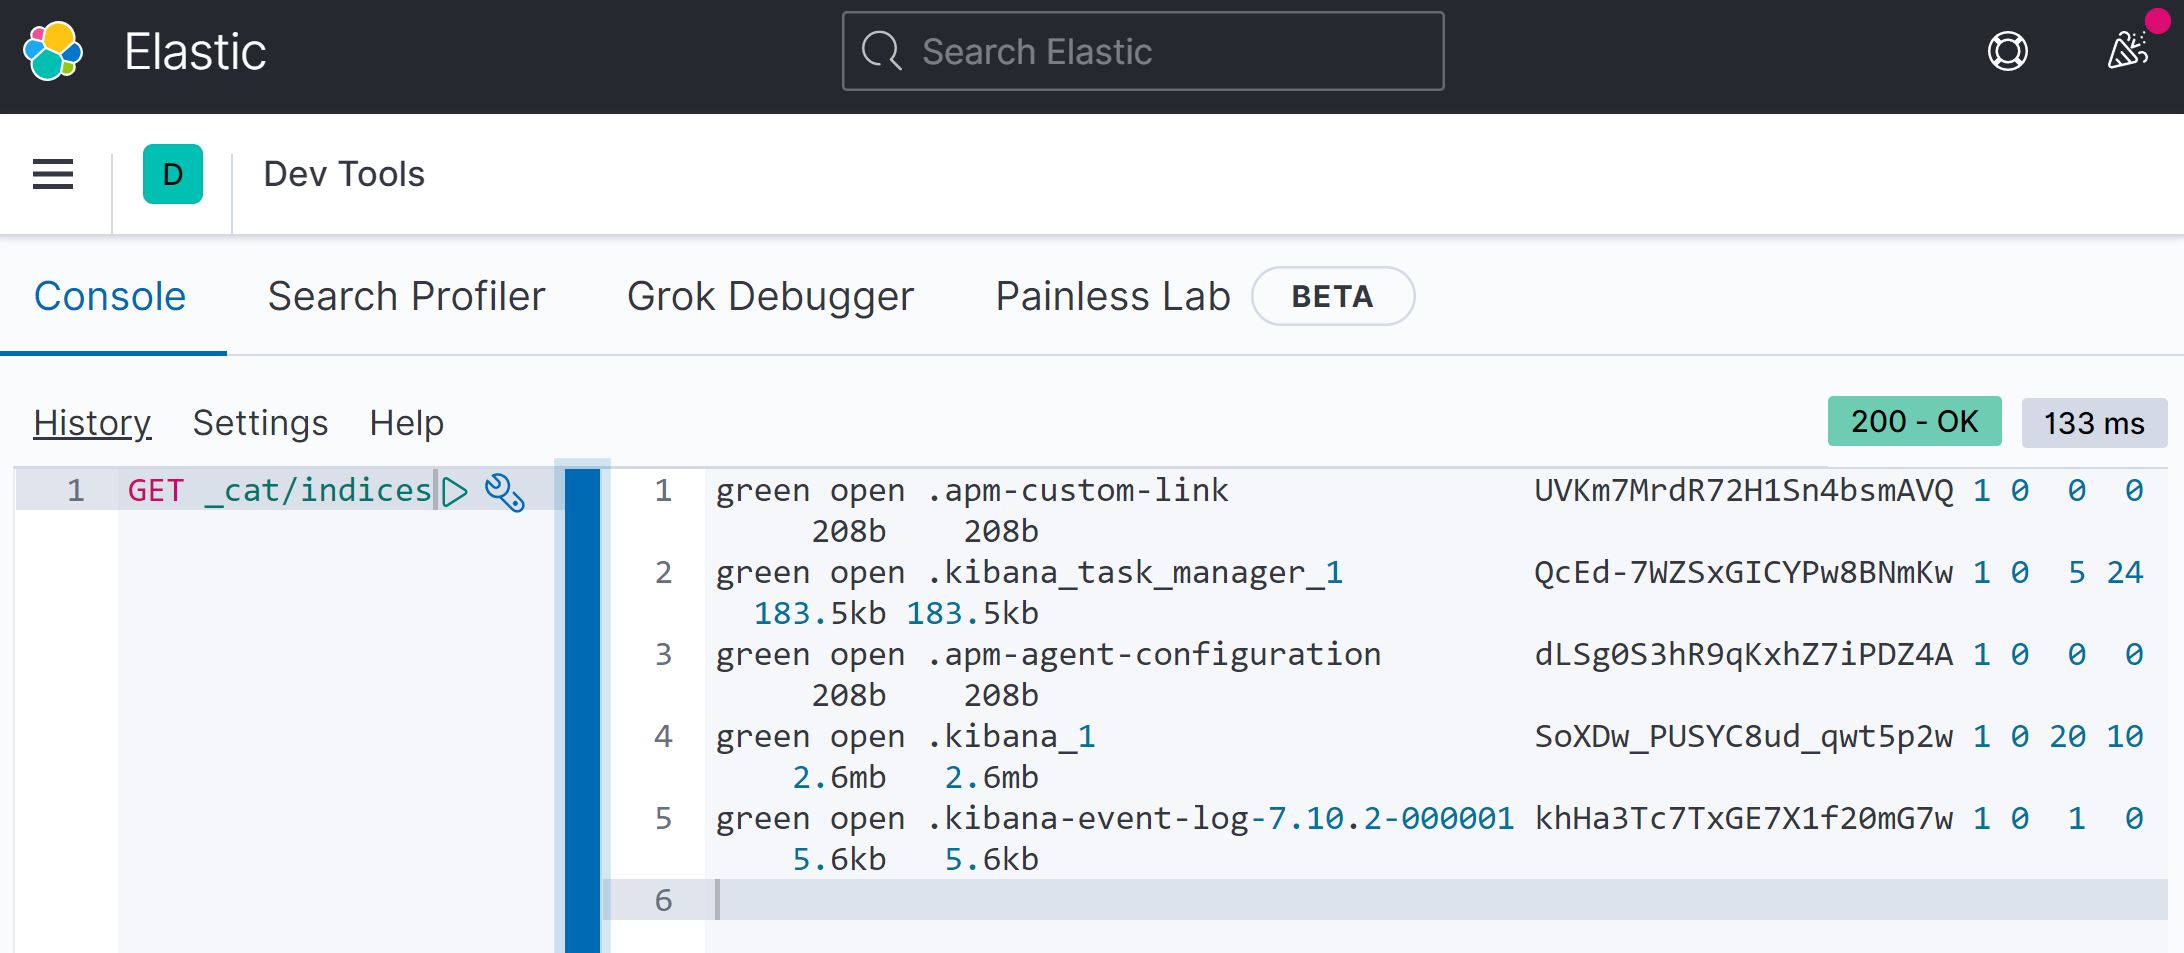 Elastic
Search Elastic
D
Dev Tools
Console
Search Profiler
Grok Debugger
Painless Lab
BETA
History
Settings
Help
200 - OK
133 ms
1 GET _cat/indices
1 green open .apm-custom-link UVKm7MrdR72H1Sn4bsmAVQ 1 0 0 0
208b 208b
2 green open .kibana_task_manager_1 QcEd-7WZSxGICYPw8BNmKw 1 0 5 24
183.5kb 183.5kb
3 green open .apm-agent-configuration dLSg0S3hR9qKxhZ7iPDZ4A 1 0 0 0
208b 208b
4 green open .kibana_1 SoXDw_PUSYC8ud_qwt5p2w 1 0 20 10
2.6mb 2.6mb
5 green open .kibana-event-log-7.10.2-000001 khHa3Tc7TxGE7X1f20mG7w 1 0 1 0
5.6kb 5.6kb
6